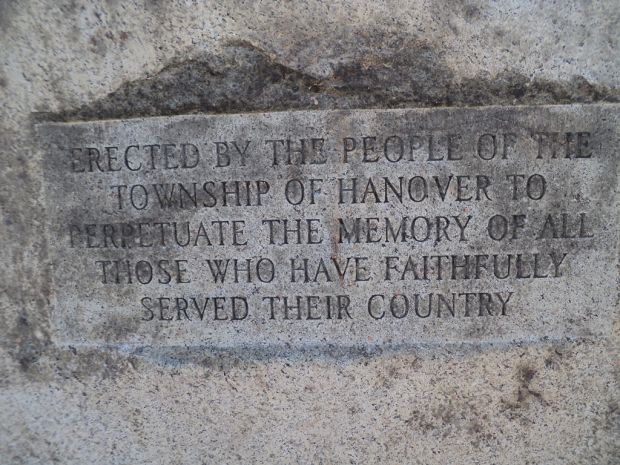 ERECTED BY THE PEOPLE OF THE
TOWNSHIP OF HANOVER TO
PERPETUATE THE MEMORY OF ALL
THOSE WHO HAVE FAITHFULLY
SERVED THEIR COUNTRY